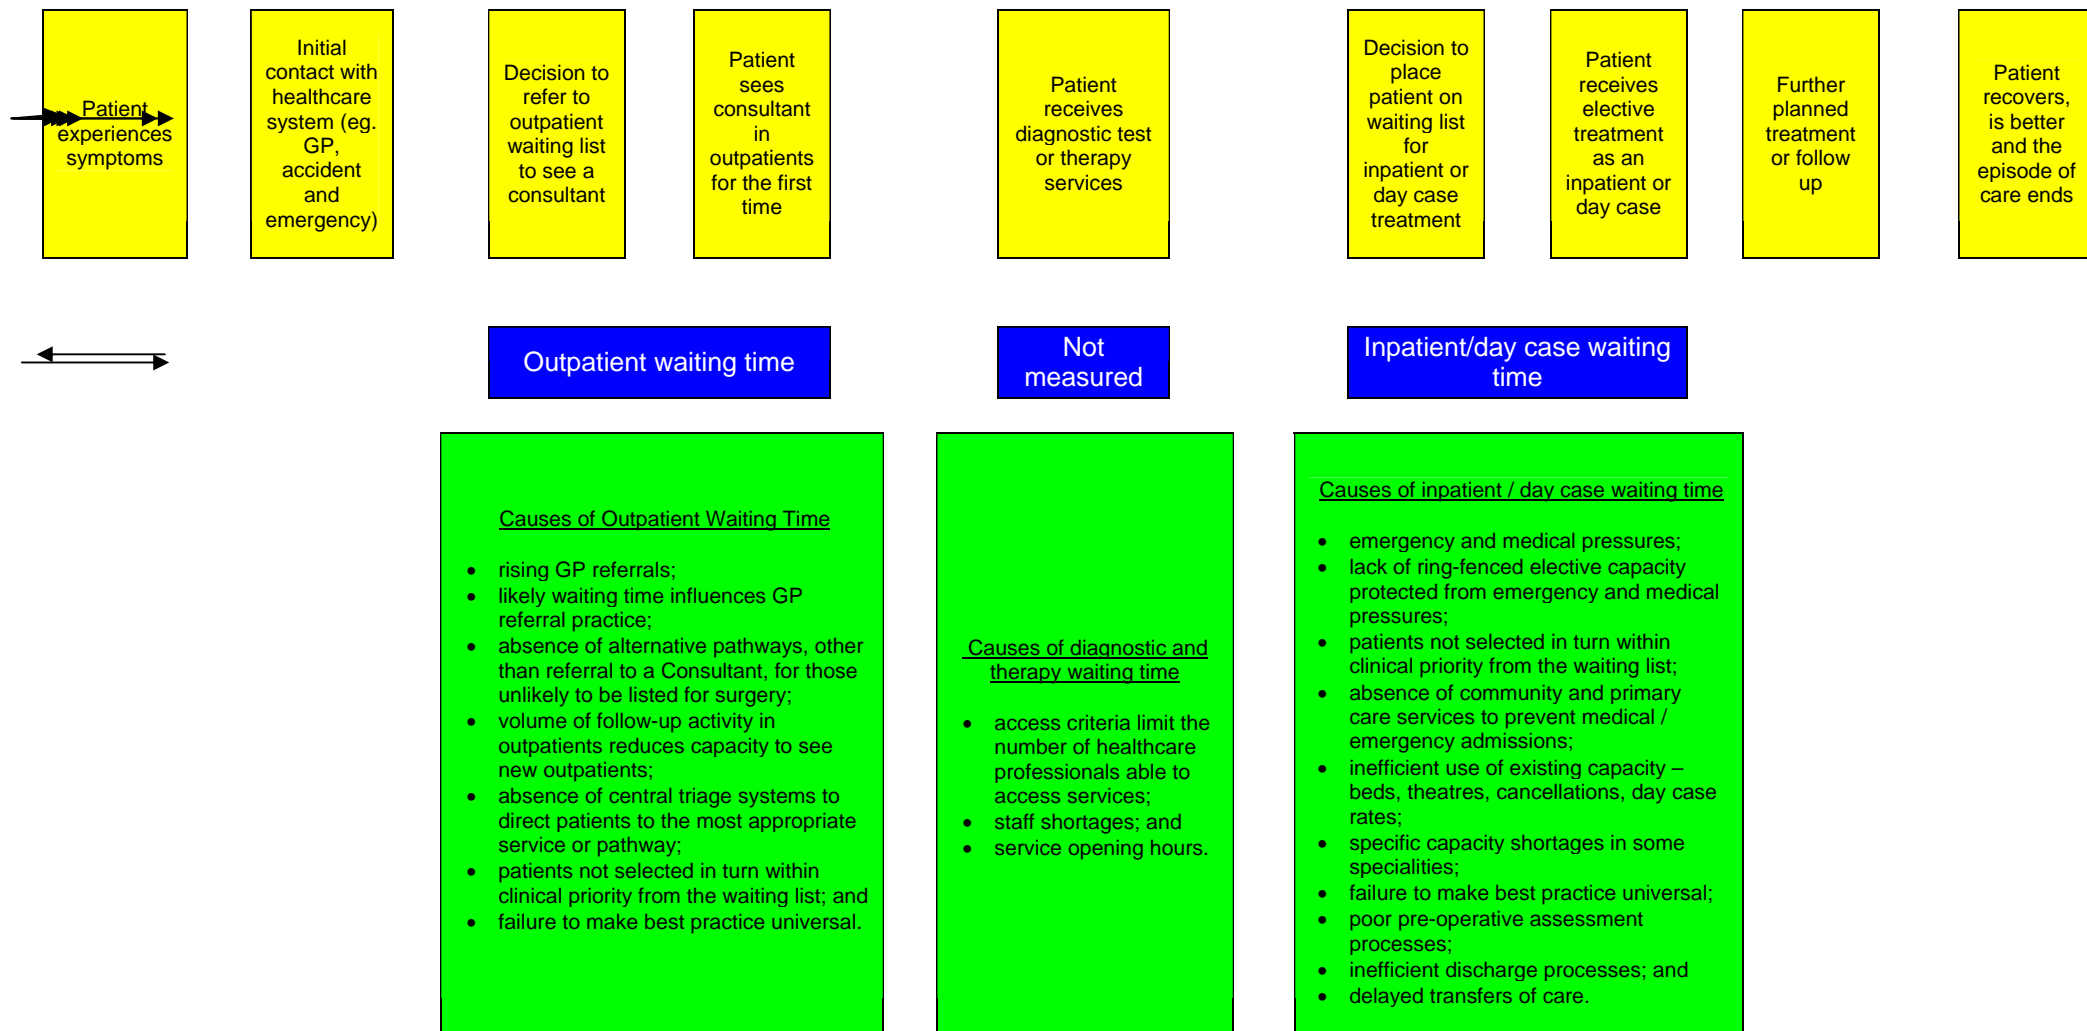 Patient
experiences
symptoms
Initial
contact with
healthcare
system (eg.
GP,
accident
and
emergency)
Decision to
refer to
outpatient
waiting list
to see a
consultant
Patient
sees
consultant
in
outpatients
for the first
time
Patient
receives
diagnostic test
or therapy
services
Decision to
place
patient on
waiting list
for
inpatient or
day case
treatment
Patient
receives
elective
treatment
as an
inpatient or
day case
Further
planned
treatment
or follow
up
Patient
recovers,
is better
and the
episode of
care ends
Outpatient waiting time
Not
measured
Inpatient/day case waiting
time
Causes of Outpatient Waiting Time
• rising GP referrals;
• likely waiting time influences GP
referral practice;
• absence of alternative pathways, other
than referral to a Consultant, for those
unlikely to be listed for surgery;
• volume of follow-up activity in
outpatients reduces capacity to see
new outpatients;
• absence of central triage systems to
direct patients to the most appropriate
service or pathway;
• patients not selected in turn within
clinical priority from the waiting list; and
• failure to make best practice universal.
Causes of diagnostic and
therapy waiting time
• access criteria limit the
number of healthcare
professionals able to
access services;
• staff shortages; and
• service opening hours.
Causes of inpatient / day case waiting time
• emergency and medical pressures;
• lack of ring-fenced elective capacity
protected from emergency and medical
pressures;
• patients not selected in turn within
clinical priority from the waiting list;
• absence of community and primary
care services to prevent medical /
emergency admissions;
• inefficient use of existing capacity –
beds, theatres, cancellations, day case
rates;
• specific capacity shortages in some
specialities;
• failure to make best practice universal;
• poor pre-operative assessment
processes;
• inefficient discharge processes; and
• delayed transfers of care.